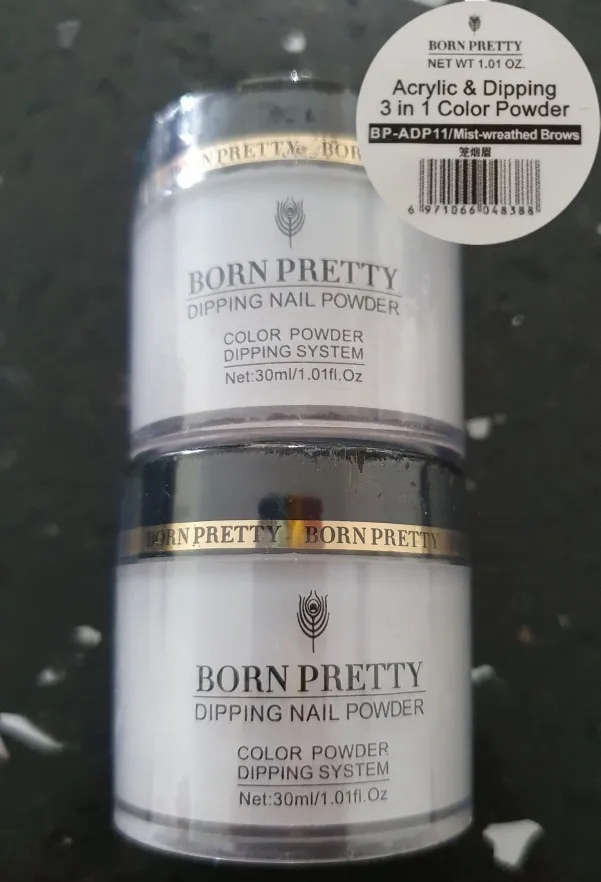 BORN PRETTY
NET WT 1.01 OZ.
Acrylic & Dipping
3 in 1 Color Powder
BP-ADP11/Mist-wreathed Brows
笼烟眉
6 971066 048388
N PRETTY BOR
BORN PRETTY
DIPPING NAIL POWDER
COLOR POWDER
DIPPING SYSTEM
Net:30ml/1.01fl.Oz
BORN PRETTY BORN PRETTY
BORN PRETTY
DIPPING NAIL POWDER
COLOR POWDER
DIPPING SYSTEM
Net:30ml/1.01fl.Oz